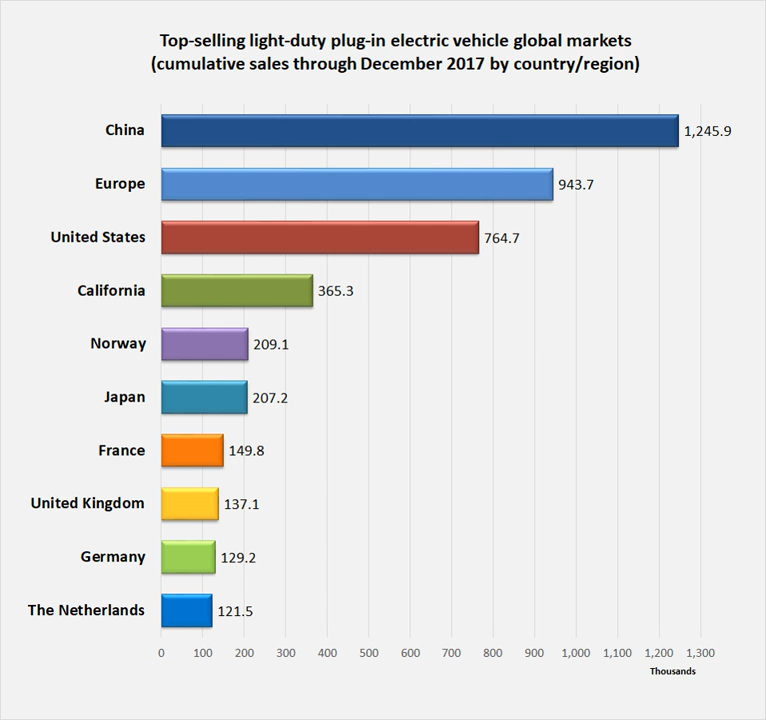 Top-selling light-duty plug-in electric vehicle global markets
(cumulative sales through December 2017 by country/region)
China 1,245.9
Europe 943.7
United States 764.7
California 365.3
Norway 209.1
Japan 207.2
France 149.8
United Kingdom 137.1
Germany 129.2
The Netherlands 121.5
0 100 200 300 400 500 600 700 800 900 1,000 1,100 1,200 1,300
Thousands